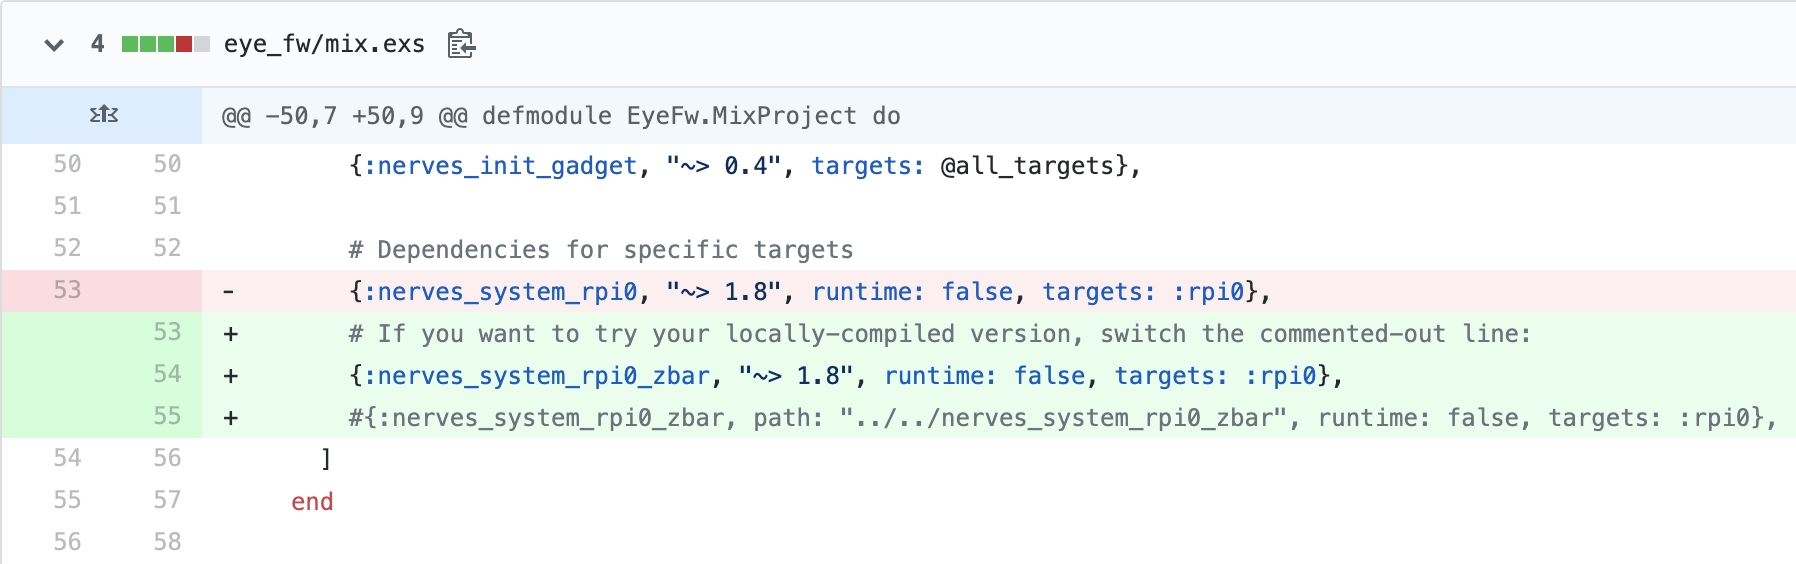 4 eye_fw/mix.exs
@@ -50,7 +50,9 @@ defmodule EyeFw.MixProject do
50 50 {:nerves_init_gadget, "~> 0.4", targets: @all_targets},
51 51
52 52 # Dependencies for specific targets
53 - {:nerves_system_rpi0, "~> 1.8", runtime: false, targets: :rpi0},
53 + # If you want to try your locally-compiled version, switch the commented-out line:
54 + {:nerves_system_rpi0_zbar, "~> 1.8", runtime: false, targets: :rpi0},
55 + #{:nerves_system_rpi0_zbar, path: "../../nerves_system_rpi0_zbar", runtime: false, targets: :rpi0},
54 56 ]
55 57 end
56 58